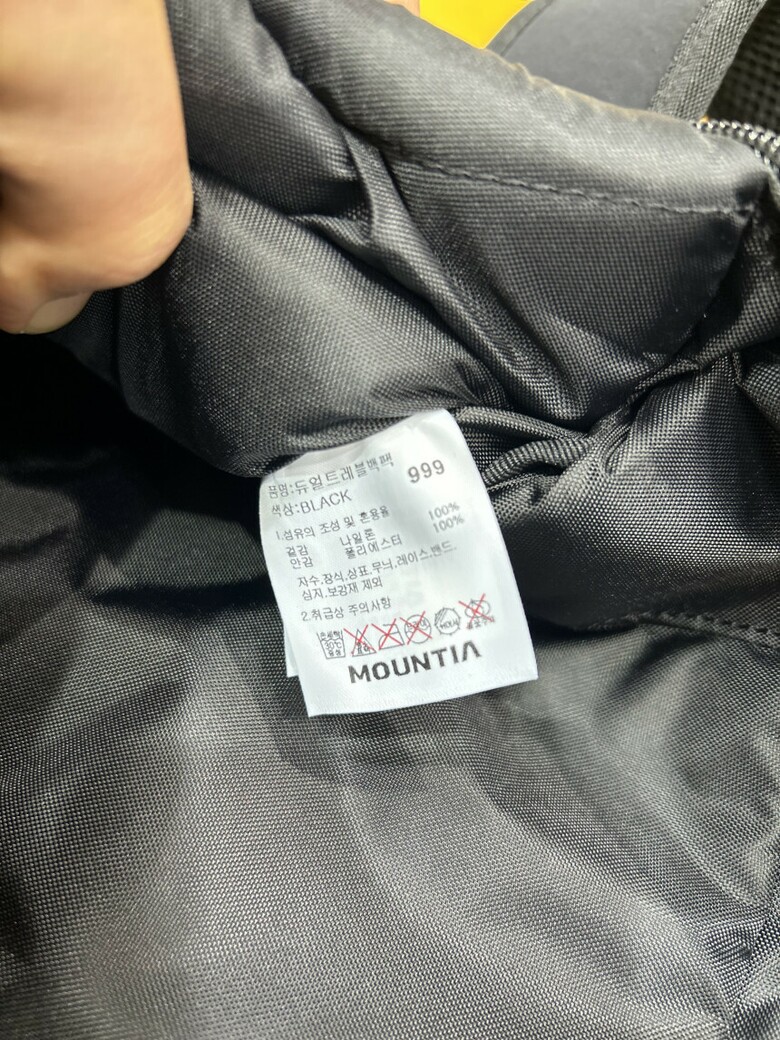 품명:듀얼트레블백팩 999
색상:BLACK
1.섬유의 조성 및 혼용율
겉감 나일론 100%
안감 폴리에스터 100%
자수.장식.상표.무늬.레이스.밴드.
심지.보강재 제외
2.취급상 주의사항
30℃
MOUNTIA